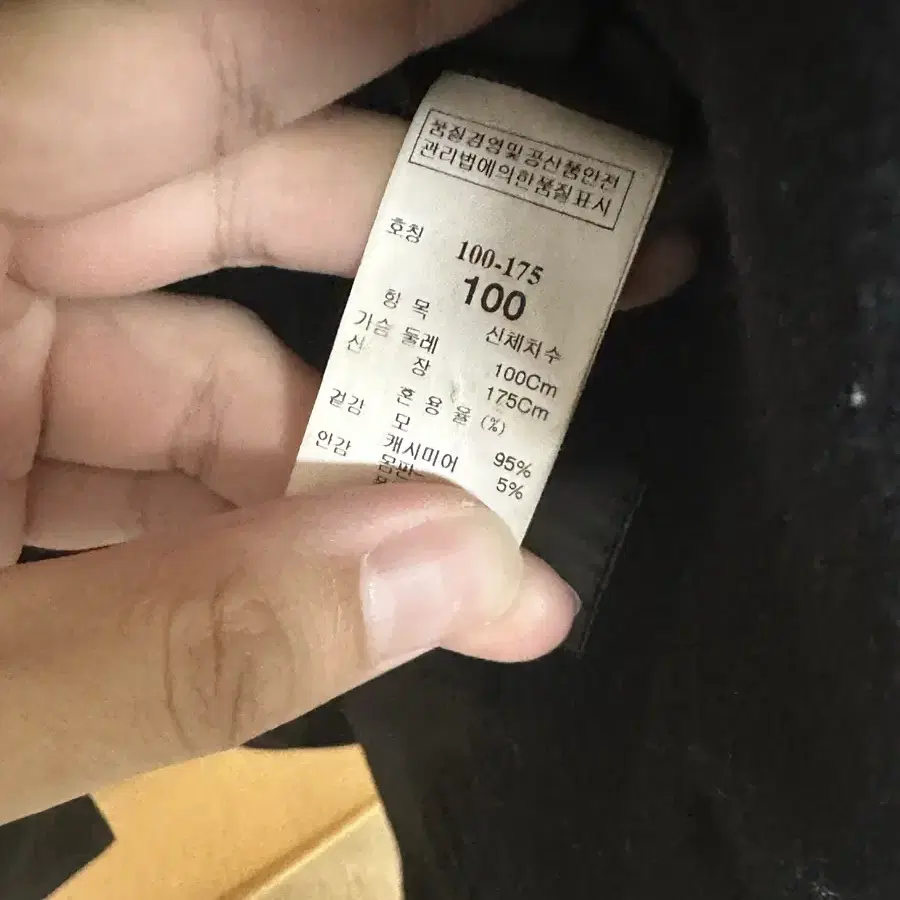 품질경영및공산품안전
관리법에의한품질표시
호칭 100-175
100
항 목 신체치수
가슴 둘레 100Cm
신 장 175Cm
혼 용 율 (%)
겉감 모 95%
캐시미어 5%
안감 몸판